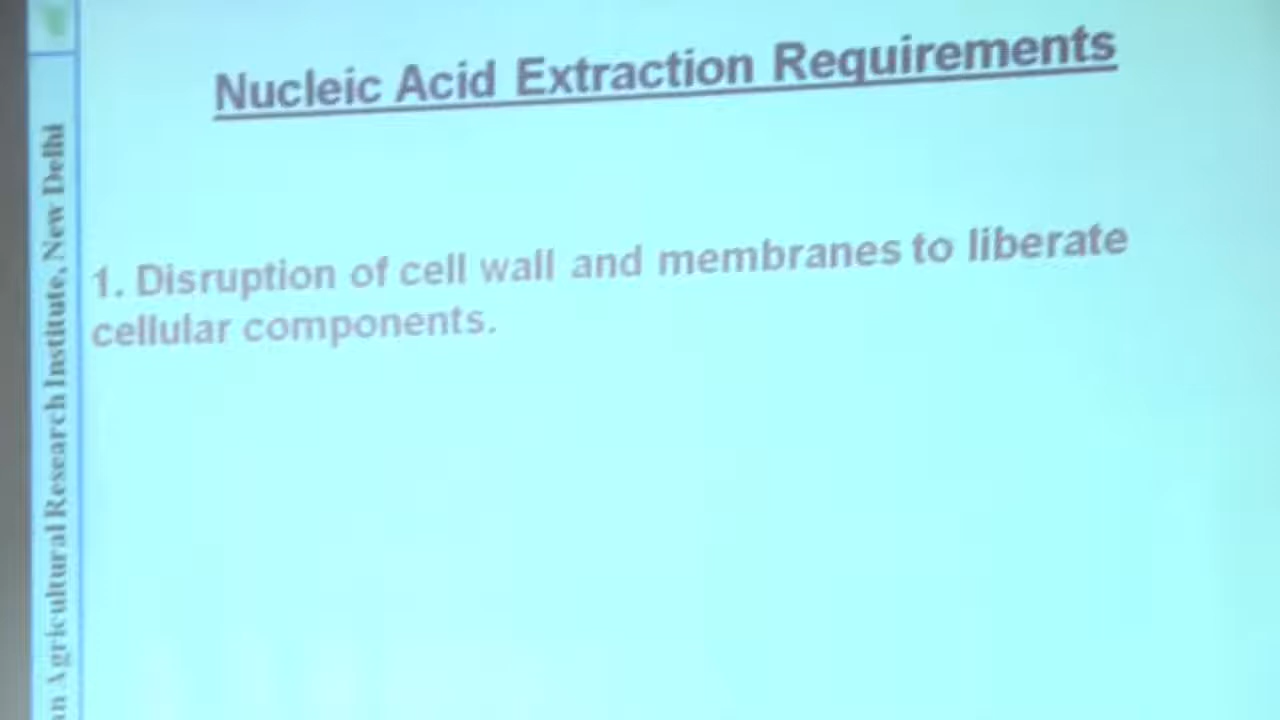 Nucleic Acid Extraction Requirements
1. Disruption of cell wall and membranes to liberate
cellular components.
Agricultural Research Institute, New Delhi